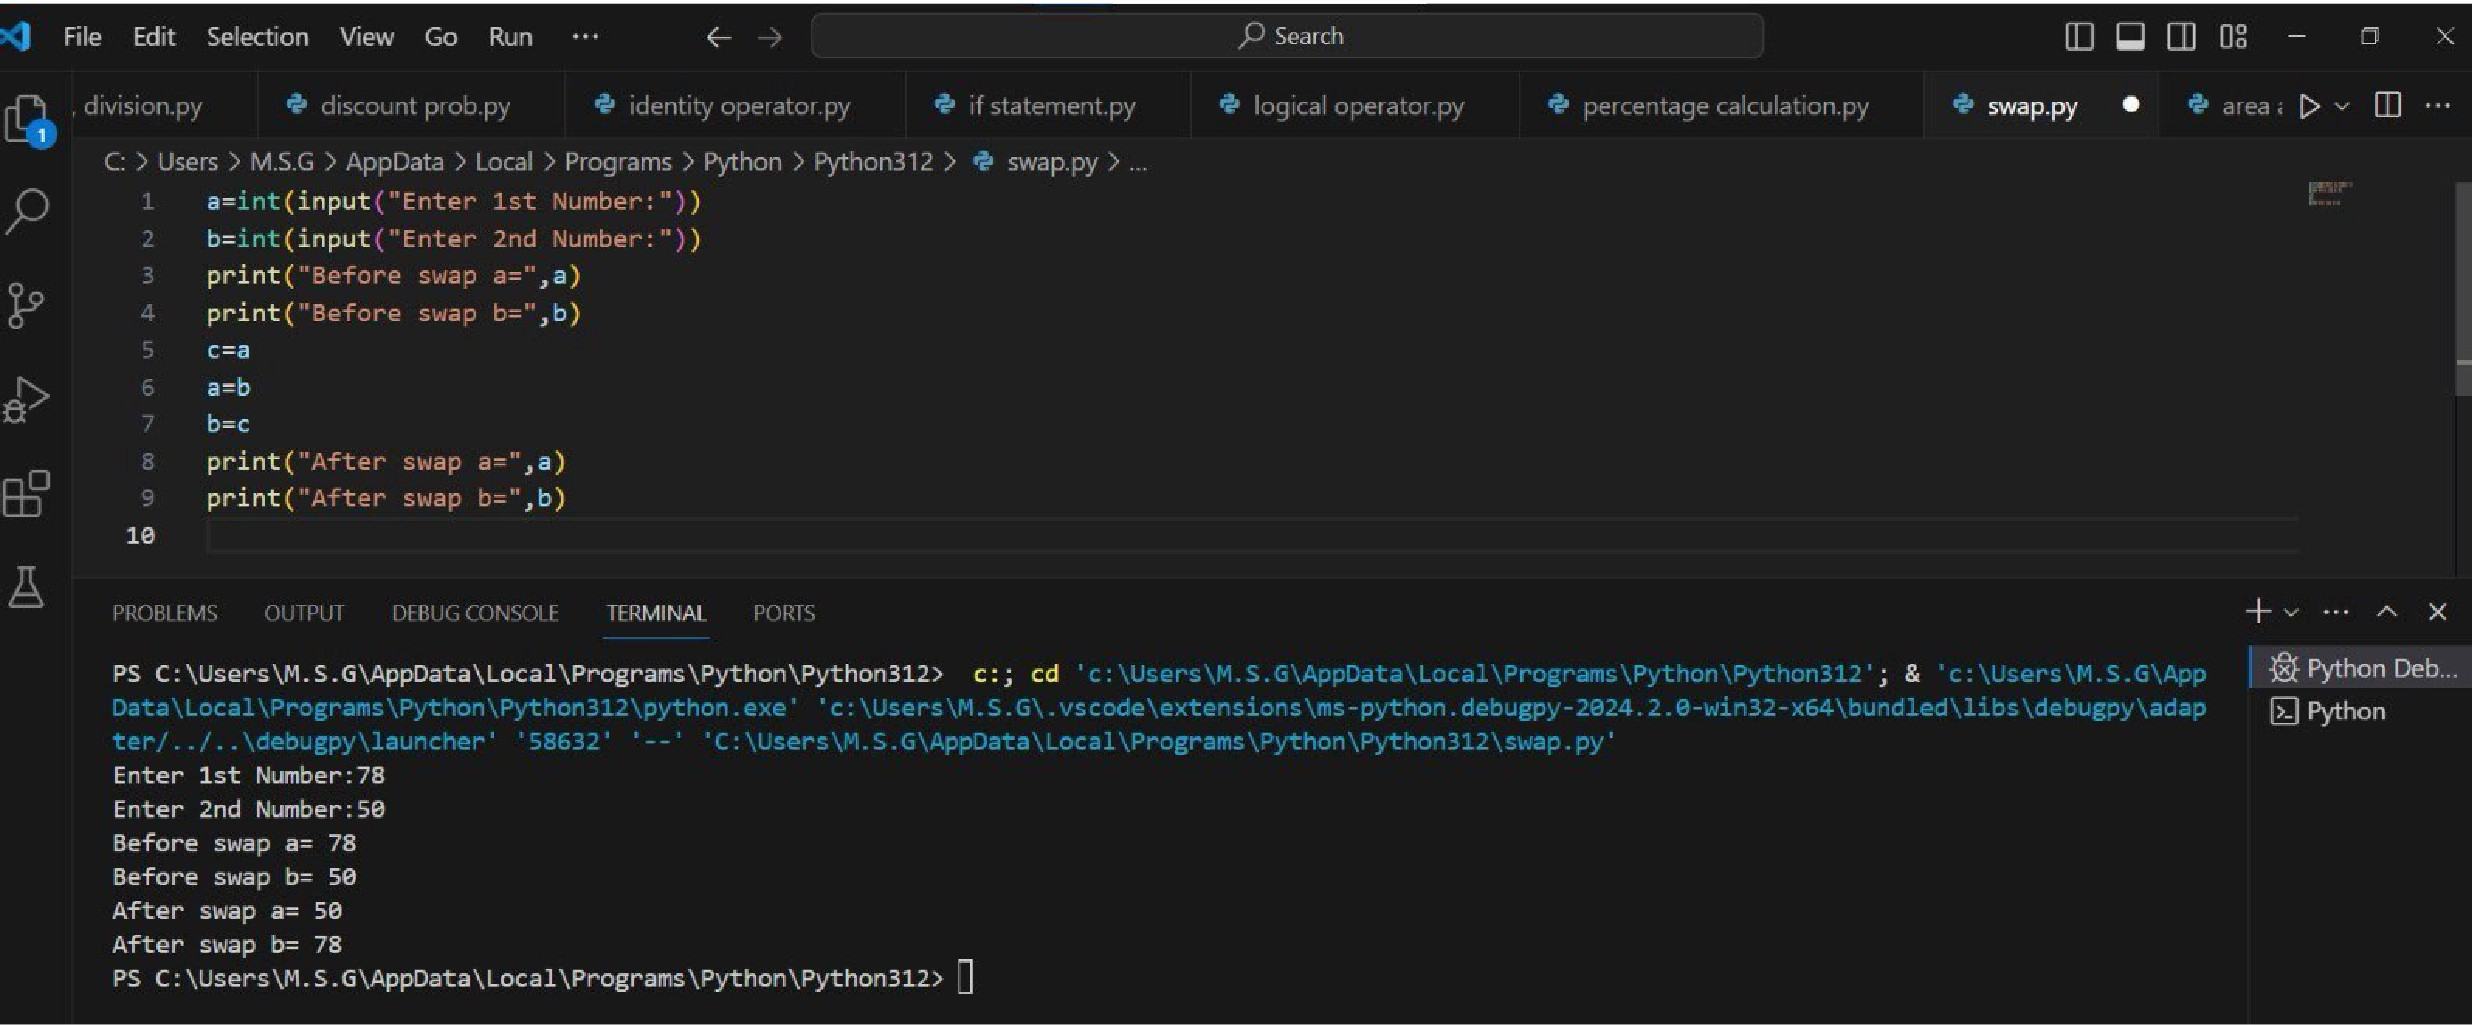 File Edit Selection View Go Run ··· Search
division.py discount prob.py identity operator.py if statement.py logical operator.py percentage calculation.py swap.py area a ···
1
C: > Users > M.S.G > AppData > Local > Programs > Python > Python312 > swap.py > ...
1 a=int(input("Enter 1st Number:"))
2 b=int(input("Enter 2nd Number:"))
3 print("Before swap a=",a)
4 print("Before swap b=",b)
5 c=a
6 a=b
7 b=c
8 print("After swap a=",a)
9 print("After swap b=",b)
10
PROBLEMS OUTPUT DEBUG CONSOLE TERMINAL PORTS
PS C:\Users\M.S.G\AppData\Local\Programs\Python\Python312>  c:; cd 'c:\Users\M.S.G\AppData\Local\Programs\Python\Python312'; & 'c:\Users\M.S.G\App
Data\Local\Programs\Python\Python312\python.exe' 'c:\Users\M.S.G\.vscode\extensions\ms-python.debugpy-2024.2.0-win32-x64\bundled\libs\debugpy\adap
ter/../..\debugpy\launcher' '58632' '--' 'C:\Users\M.S.G\AppData\Local\Programs\Python\Python312\swap.py'
Enter 1st Number:78
Enter 2nd Number:50
Before swap a= 78
Before swap b= 50
After swap a= 50
After swap b= 78
PS C:\Users\M.S.G\AppData\Local\Programs\Python\Python312>
Python Deb...
Python